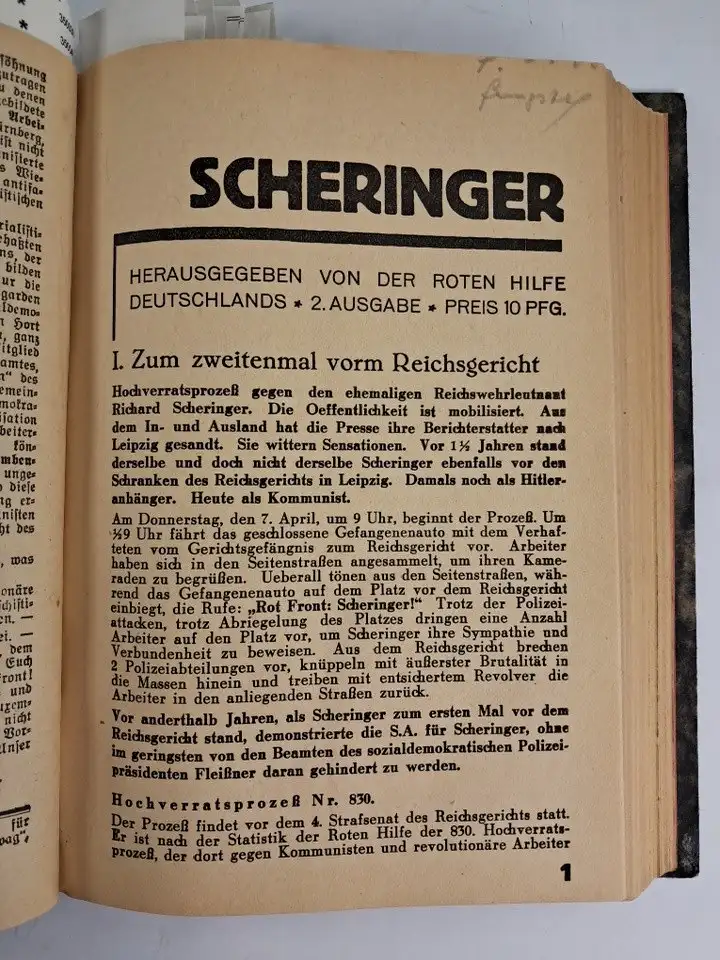 SCHERINGER
HERAUSGEGEBEN VON DER ROTEN HILFE
DEUTSCHLANDS * 2. AUSGABE * PREIS 10 PFG.
I. Zum zweitenmal vorm Reichsgericht
Hochverratsprozeß gegen den ehemaligen Reichswehrleutnant
Richard Scheringer. Die Oeffentlichkeit ist mobilisiert. Aus
dem In- und Ausland hat die Presse ihre Berichterstatter nach
Leipzig gesandt. Sie wittern Sensationen. Vor 1½ Jahren stand
derselbe und doch nicht derselbe Scheringer ebenfalls vor den
Schranken des Reichsgerichts in Leipzig. Damals noch als Hitler-
anhänger. Heute als Kommunist.
Am Donnerstag, den 7. April, um 9 Uhr, beginnt der Prozeß. Um
½9 Uhr fährt das geschlossene Gefangenenauto mit dem Verhaf-
teten vom Gerichtsgefängnis zum Reichsgericht vor. Arbeiter
haben sich in den Seitenstraßen angesammelt, um ihren Kame-
raden zu begrüßen. Ueberall tönen aus den Seitenstraßen, wäh-
rend das Gefangenenauto auf dem Platz vor dem Reichsgericht
einbiegt, die Rufe: „Rot Front: Scheringer!" Trotz der Polizei-
attacken, trotz Abriegelung des Platzes dringen eine Anzahl
Arbeiter auf den Platz vor, um Scheringer ihre Sympathie und
Verbundenheit zu beweisen. Aus dem Reichsgericht brechen
2 Polizeiabteilungen vor, knüppeln mit äußerster Brutalität in
die Massen hinein und treiben mit entsichertem Revolver die
Arbeiter in den anliegenden Straßen zurück.
Vor anderthalb Jahren, als Scheringer zum ersten Mal vor dem
Reichsgericht stand, demonstrierte die S.A. für Scheringer, ohne
im geringsten von den Beamten des sozialdemokratischen Polizei-
präsidenten Fleißner daran gehindert zu werden.
Hochverratsprozeß Nr. 830.
Der Prozeß findet vor dem 4. Strafsenat des Reichsgerichts statt.
Er ist nach der Statistik der Roten Hilfe der 830. Hochverrats-
prozeß, der dort gegen Kommunisten und revolutionäre Arbeiter
1